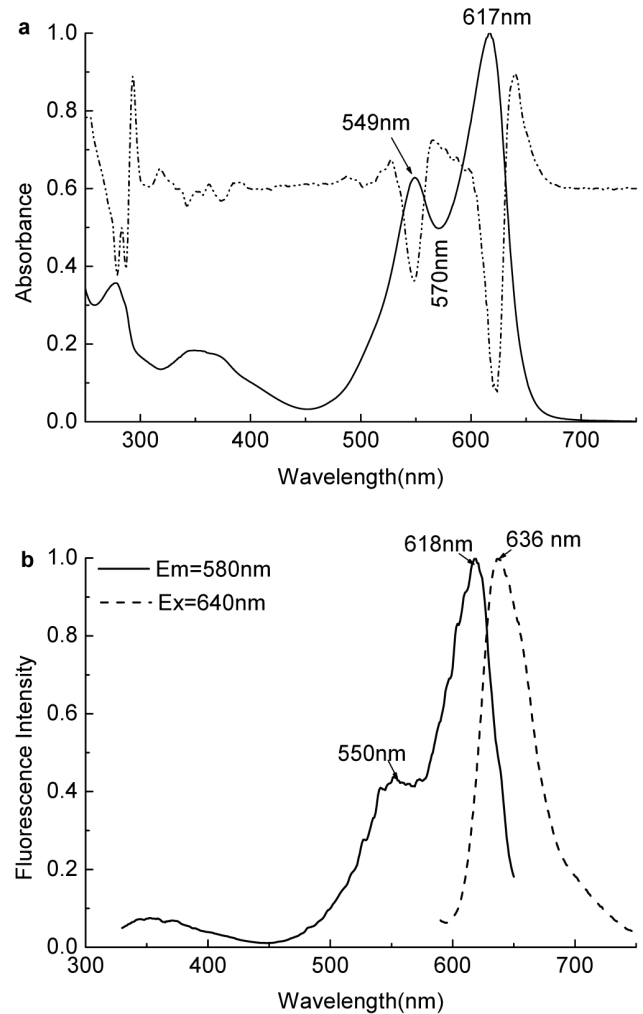 a
617nm
549nm
570nm
1.0
0.8
0.6
0.4
0.2
0.0
Absorbance
300
400
500
600
700
Wavelength(nm)
b
618nm
636 nm
Em=580nm
Ex=640nm
550nm
1.0
0.8
0.6
0.4
0.2
0.0
Fluorescence Intensity
300
400
500
600
700
Wavelength(nm)